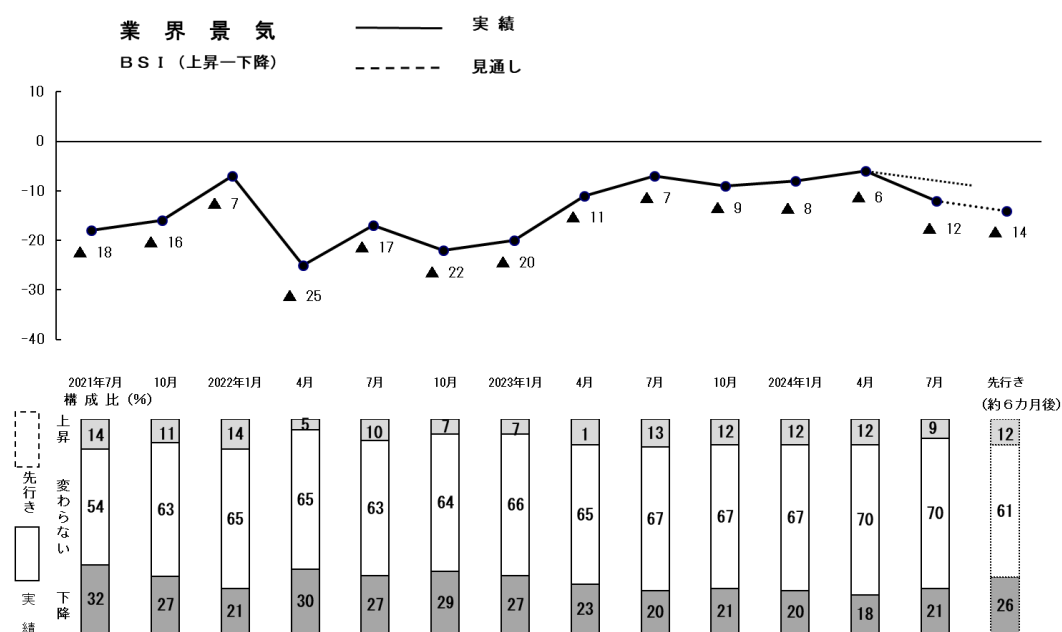 業 界 景 気
実 績
ＢＳＩ（上昇－下降）
見通し
10
0
-10
-20
-30
-40
▲ 18
▲ 16
▲ 7
▲ 25
▲ 17
▲ 22
▲ 20
▲ 11
▲ 7
▲ 9
▲ 8
▲ 6
▲ 12
▲ 14
2021年7月 10月 2022年1月 4月 7月 10月 2023年1月 4月 7月 10月 2024年1月 4月 7月 先行き
構 成 比 （%）
（約６カ月後）
上昇 14 11 14 5 10 7 7 1 13 12 12 12 9 12
先行き
変わらない 54 63 65 65 63 64 66 65 67 67 67 70 70 61
下降 32 27 21 30 27 29 27 23 20 21 20 18 21 26
実績